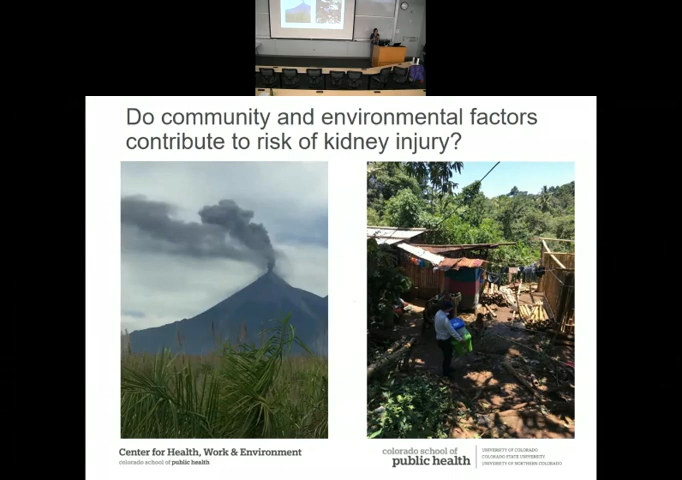 Do community and environmental factors
contribute to risk of kidney injury?
Center for Health, Work & Environment
colorado school of public health
colorado school of
public health
UNIVERSITY OF COLORADO
COLORADO STATE UNIVERSITY
UNIVERSITY OF NORTHERN COLORADO